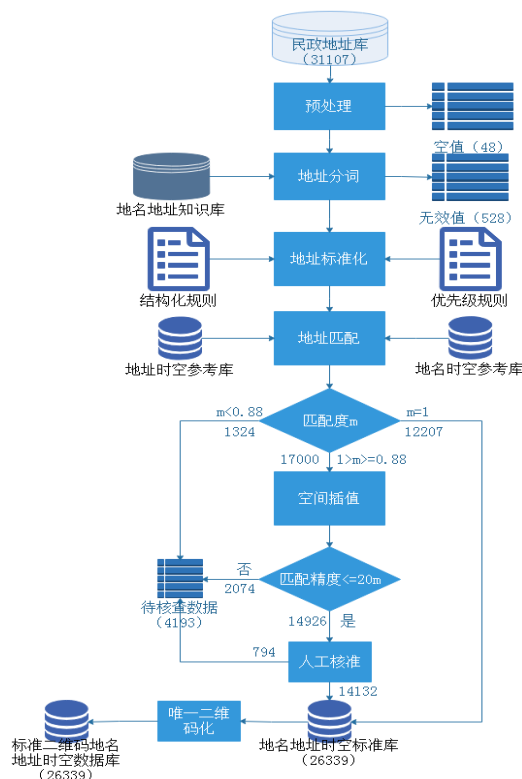 民政地址库
(31107)
预处理
空值(48)
地址分词
地名地址知识库
无效值(528)
地址标准化
结构化规则
优先级规则
地址匹配
地址时空参考库
地名时空参考库
m<0.88
m=1
匹配度m
1324
12207
17000 1>m>=0.88
空间插值
否
匹配精度<=20m
2074
待核查数据
(4193)
14926 是
794
人工核准
14132
唯一二维
码化
标准二维码地名
地址时空数据库
(26339)
地名地址时空标准库
(26339)